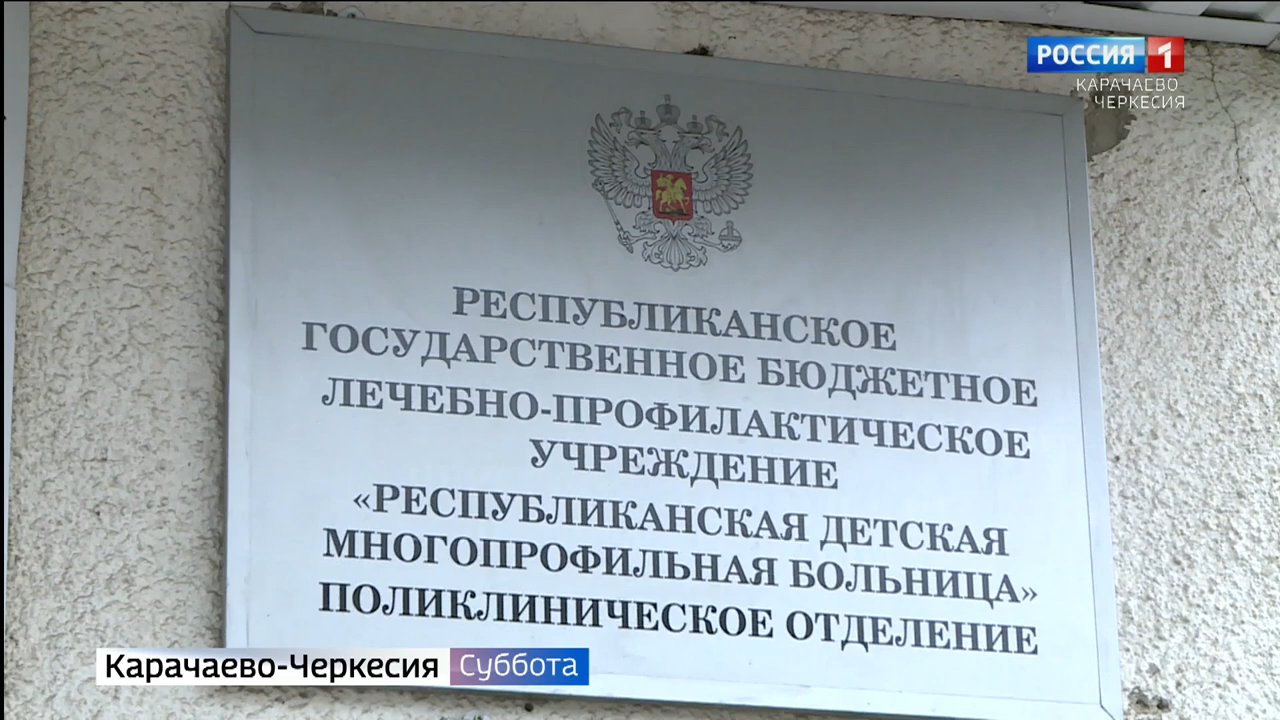 РОССИЯ 1
КАРАЧАЕВО
ЧЕРКЕСИЯ
РЕСПУБЛИКАНСКОЕ
ГОСУДАРСТВЕННОЕ БЮДЖЕТНОЕ
ЛЕЧЕБНО-ПРОФИЛАКТИЧЕСКОЕ
УЧРЕЖДЕНИЕ
«РЕСПУБЛИКАНСКАЯ ДЕТСКАЯ
МНОГОПРОФИЛЬНАЯ БОЛЬНИЦА»
ПОЛИКЛИНИЧЕСКОЕ ОТДЕЛЕНИЕ
Карачаево-Черкесия Суббота